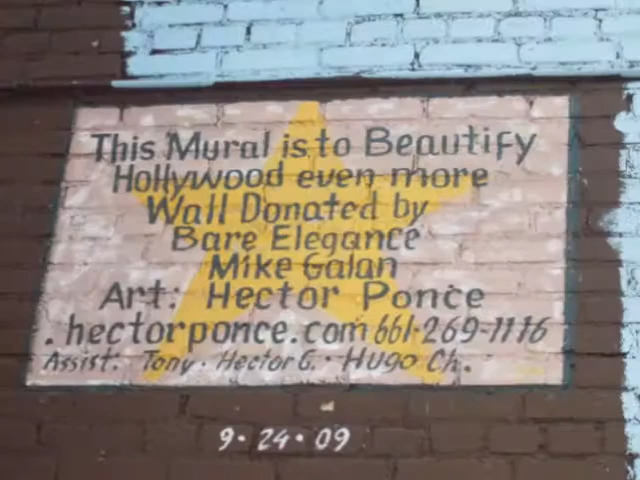 This Mural is to Beautify
Hollywood even more
Wall Donated by
Bare Elegance
Mike Galan
Art: Hector Ponce
. hectorponce.com 661-269-1116
Assist: Tony · Hector G. · Hugo Ch.
9 · 24 · 09